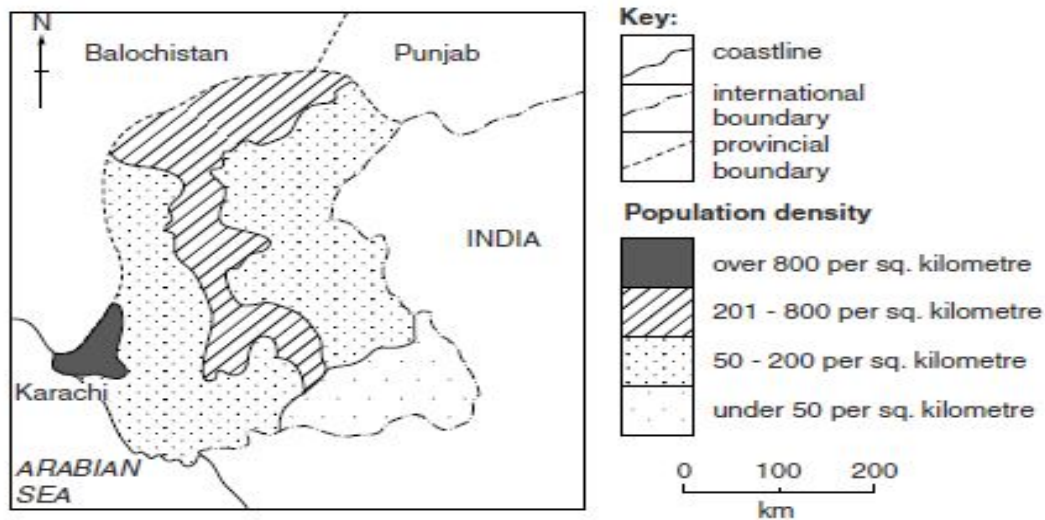 N
Balochistan
Punjab
INDIA
Karachi
ARABIAN
SEA
Key:
coastline
international
boundary
provincial
boundary
Population density
over 800 per sq. kilometre
201 - 800 per sq. kilometre
50 - 200 per sq. kilometre
under 50 per sq. kilometre
0 100 200
km